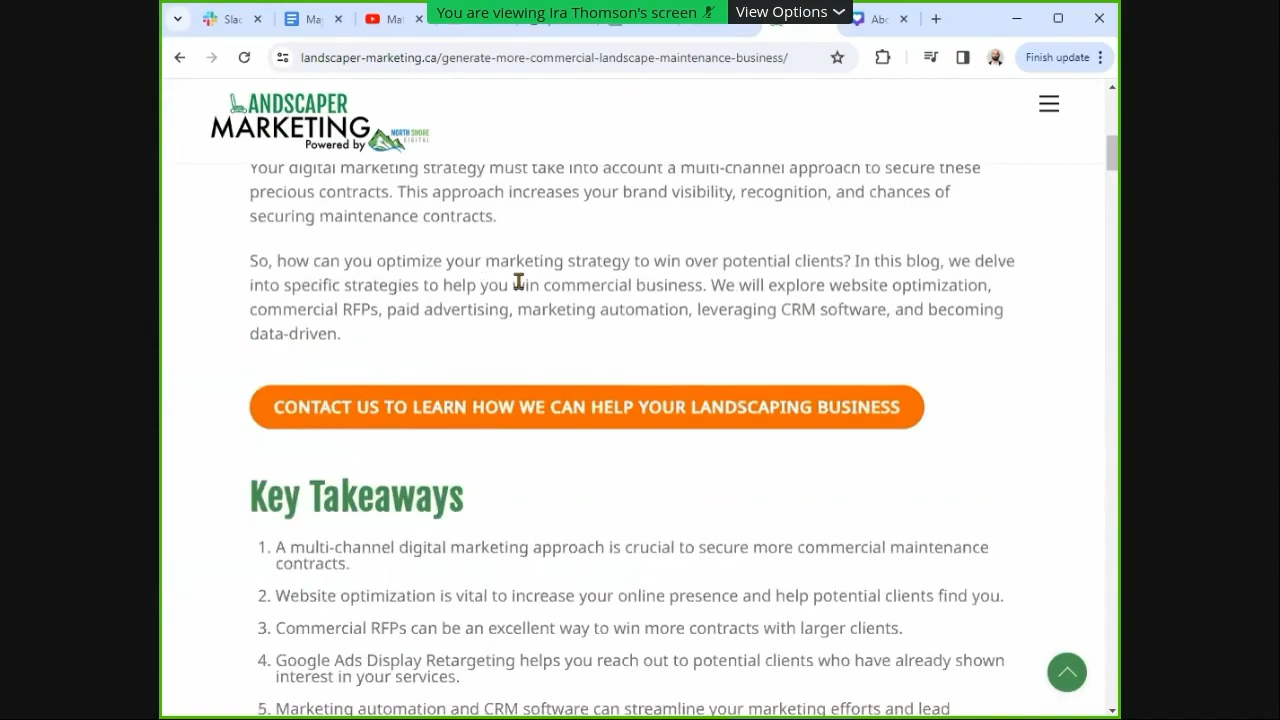 You are viewing Ira Thomson's screen
View Options
Slac
Ma
Ma
Abc
landscaper-marketing.ca/generate-more-commercial-landscape-maintenance-business/
Finish update
LANDSCAPER
MARKETING
Powered by
NORTH SHORE
DIGITAL
Your digital marketing strategy must take into account a multi-channel approach to secure these
precious contracts. This approach increases your brand visibility, recognition, and chances of
securing maintenance contracts.
So, how can you optimize your marketing strategy to win over potential clients? In this blog, we delve
into specific strategies to help you win commercial business. We will explore website optimization,
commercial RFPs, paid advertising, marketing automation, leveraging CRM software, and becoming
data-driven.
CONTACT US TO LEARN HOW WE CAN HELP YOUR LANDSCAPING BUSINESS
Key Takeaways
1. A multi-channel digital marketing approach is crucial to secure more commercial maintenance
contracts.
2. Website optimization is vital to increase your online presence and help potential clients find you.
3. Commercial RFPs can be an excellent way to win more contracts with larger clients.
4. Google Ads Display Retargeting helps you reach out to potential clients who have already shown
interest in your services.
5. Marketing automation and CRM software can streamline your marketing efforts and lead